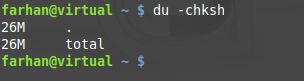 farhan@virtual ~ $ du -chksh
26M     .
26M     total
farhan@virtual ~ $